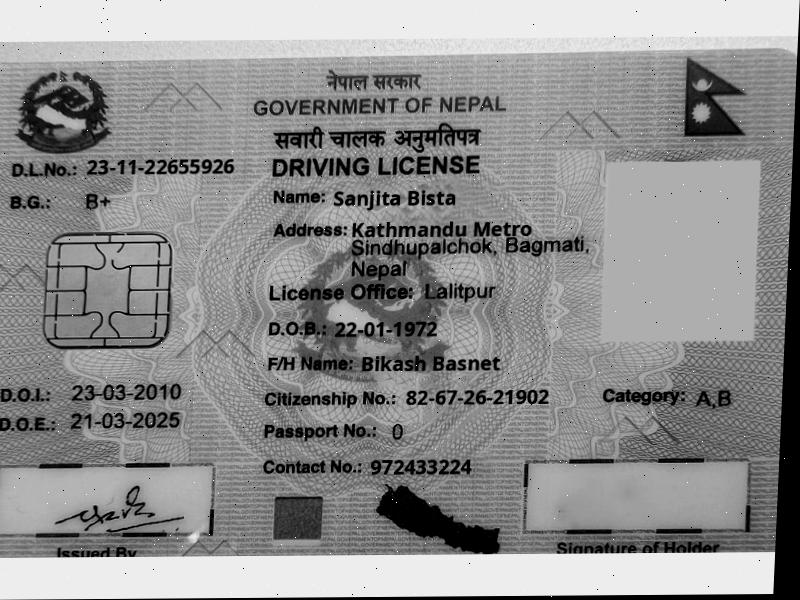 नेपाल सरकार
GOVERNMENT OF NEPAL
सवारी चालक अनुमतिपत्र
DRIVING LICENSE
D.L.No.: 23-11-22655926
B.G.: B+
Name: Sanjita Bista
Address: Kathmandu Metro
Sindhupalchok, Bagmati,
Nepal
License Office: Lalitpur
D.O.B.: 22-01-1972
F/H Name: Bikash Basnet
D.O.I.: 23-03-2010
Citizenship No.: 82-67-26-21902
Category: A,B
D.O.E.: 21-03-2025
Passport No.: 0
Contact No.: 972433224
Issued By
Signature of Holder